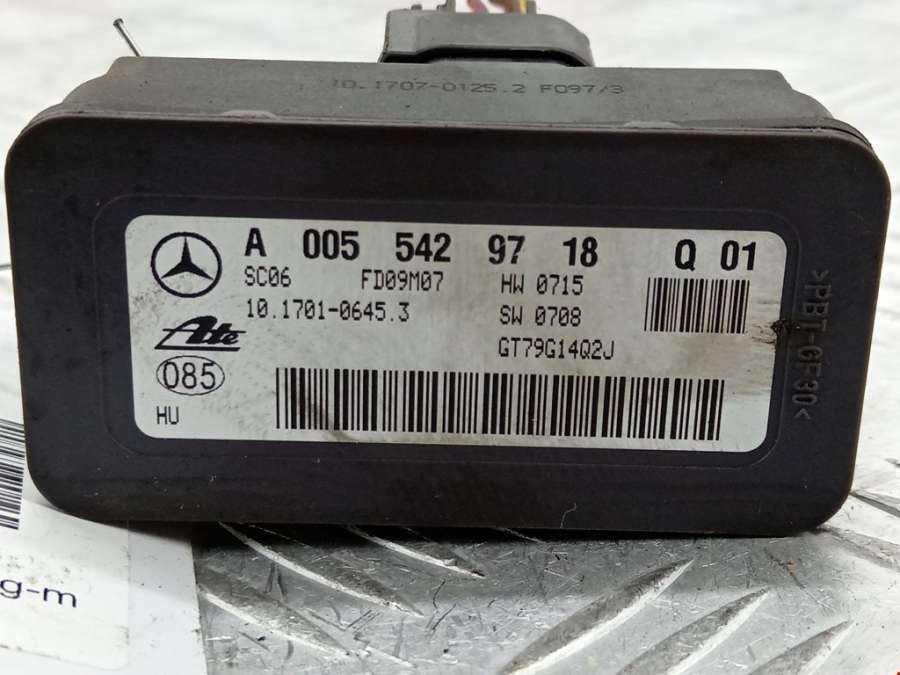 10.1707-0125.2 F097/3
A 005 542 97 18 Q 01
SC06 FD09M07 HW 0715
10.1701-0645.3 SW 0708
Ate
GT79G14Q2J
085
HU
>PBT-GF30<
g-m